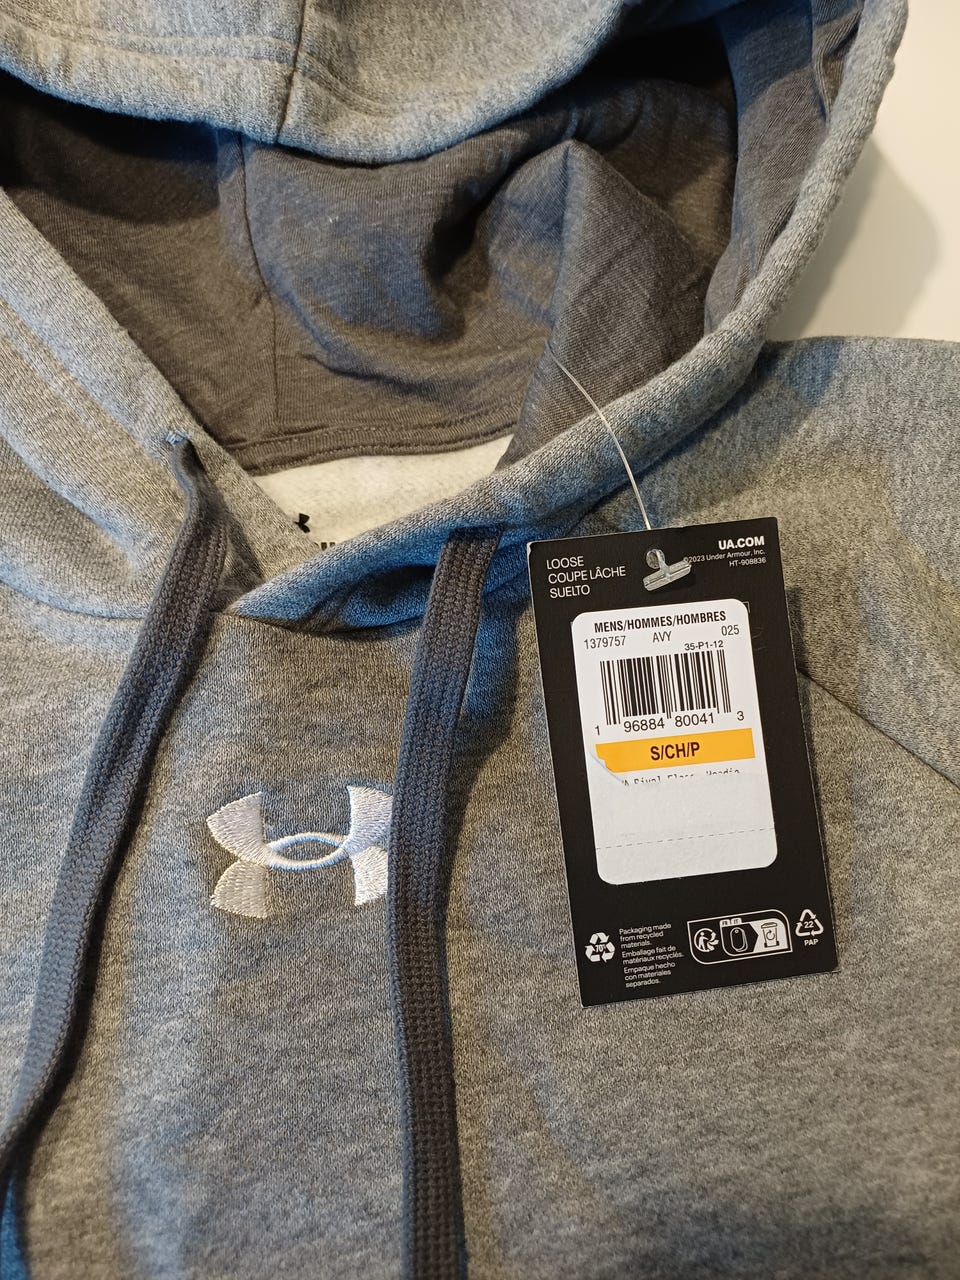 LOOSE
COUPE LÂCHE
SUELTO
UA.COM
©2023 Under Armour, Inc.
HT-908836
MENS/HOMMES/HOMBRES
1379757 AVY 025
35-P1-12
1 96884 80041 3
S/CH/P
70%
Packaging made
from recycled
materials.
Emballage fait de
matériaux recyclés.
Empaque hecho
con materiales
separados.
FR
22
PAP